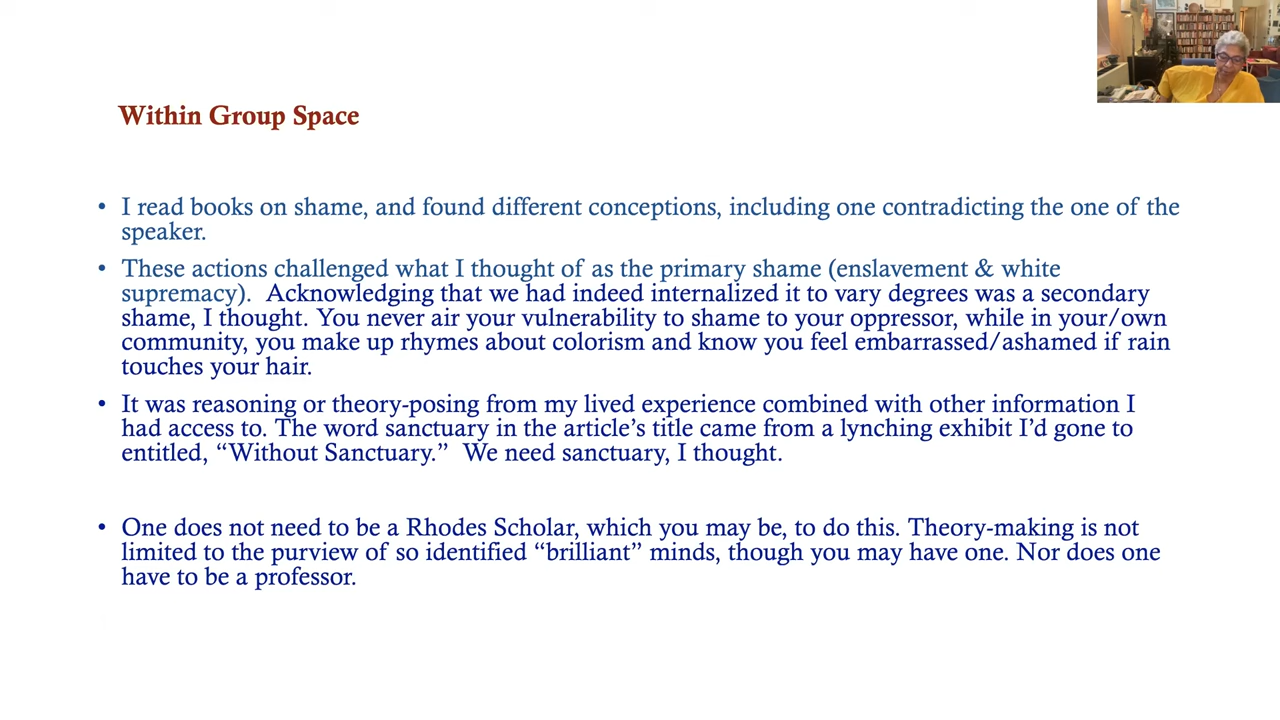 Within Group Space
• I read books on shame, and found different conceptions, including one contradicting the one of the
speaker.
• These actions challenged what I thought of as the primary shame (enslavement & white
supremacy).  Acknowledging that we had indeed internalized it to vary degrees was a secondary
shame, I thought. You never air your vulnerability to shame to your oppressor, while in your/own
community, you make up rhymes about colorism and know you feel embarrassed/ashamed if rain
touches your hair.
• It was reasoning or theory-posing from my lived experience combined with other information I
had access to. The word sanctuary in the article’s title came from a lynching exhibit I’d gone to
entitled, “Without Sanctuary.”  We need sanctuary, I thought.
• One does not need to be a Rhodes Scholar, which you may be, to do this. Theory-making is not
limited to the purview of so identified “brilliant” minds, though you may have one. Nor does one
have to be a professor.